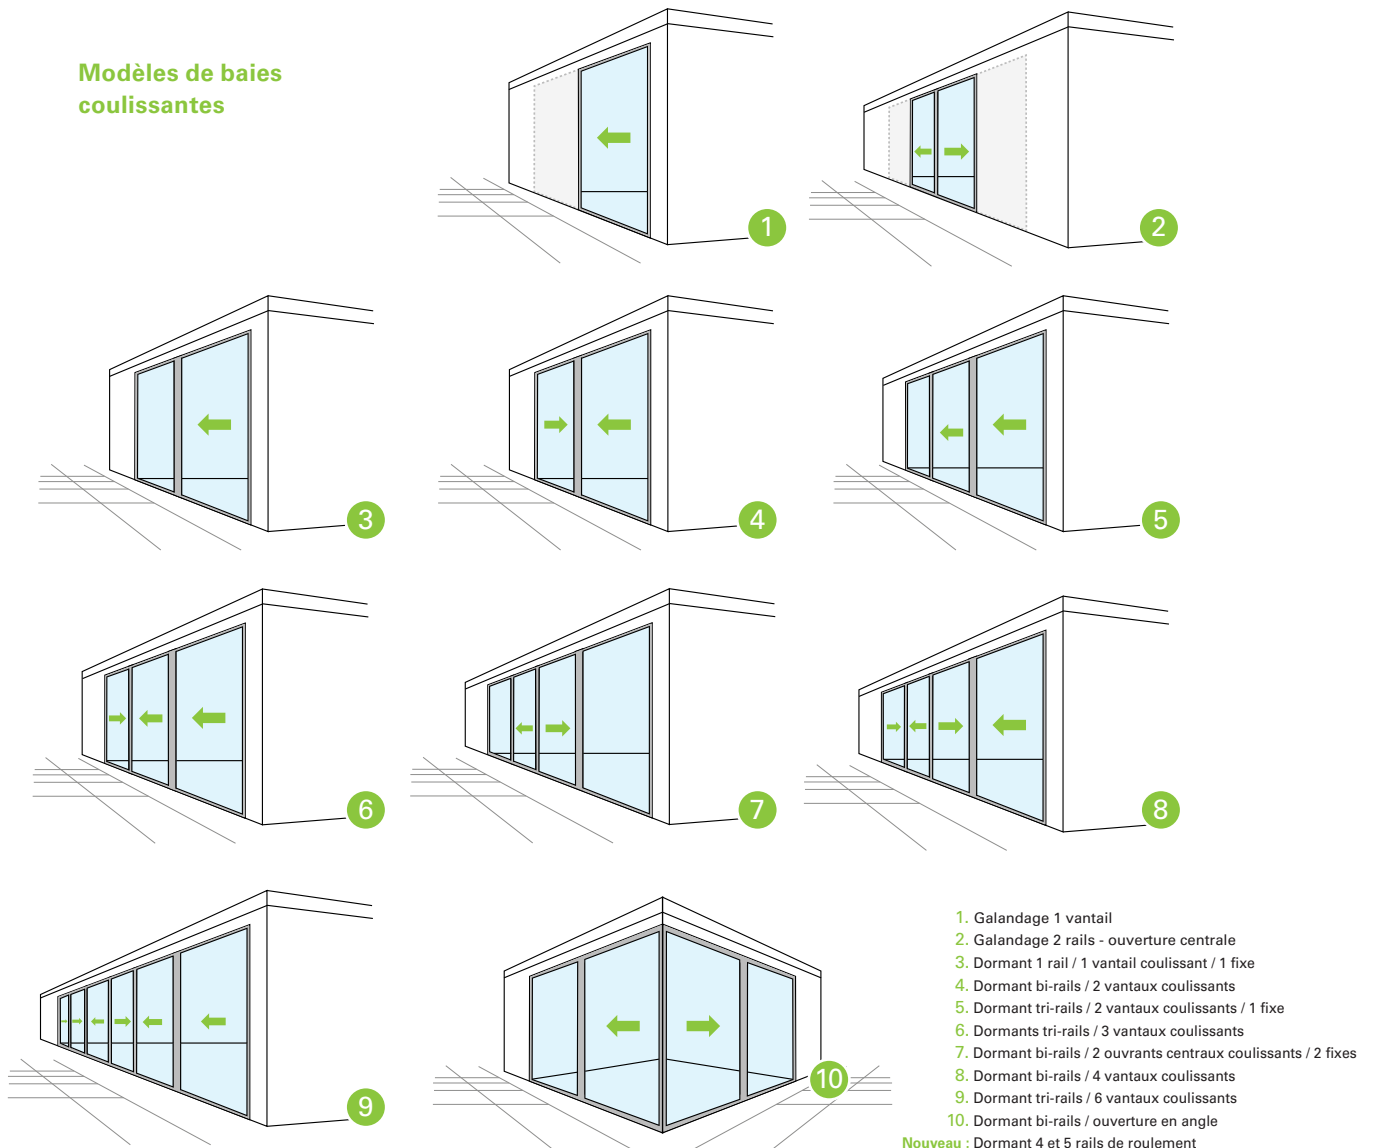 Modèles de baies
coulissantes
1
2
3
4
5
6
7
8
9
10
1. Galandage 1 vantail
2. Galandage 2 rails - ouverture centrale
3. Dormant 1 rail / 1 vantail coulissant / 1 fixe
4. Dormant bi-rails / 2 vantaux coulissants
5. Dormant tri-rails / 2 vantaux coulissants / 1 fixe
6. Dormants tri-rails / 3 vantaux coulissants
7. Dormant bi-rails / 2 ouvrants centraux coulissants / 2 fixes
8. Dormant bi-rails / 4 vantaux coulissants
9. Dormant tri-rails / 6 vantaux coulissants
10. Dormant bi-rails / ouverture en angle
Nouveau : Dormant 4 et 5 rails de roulement